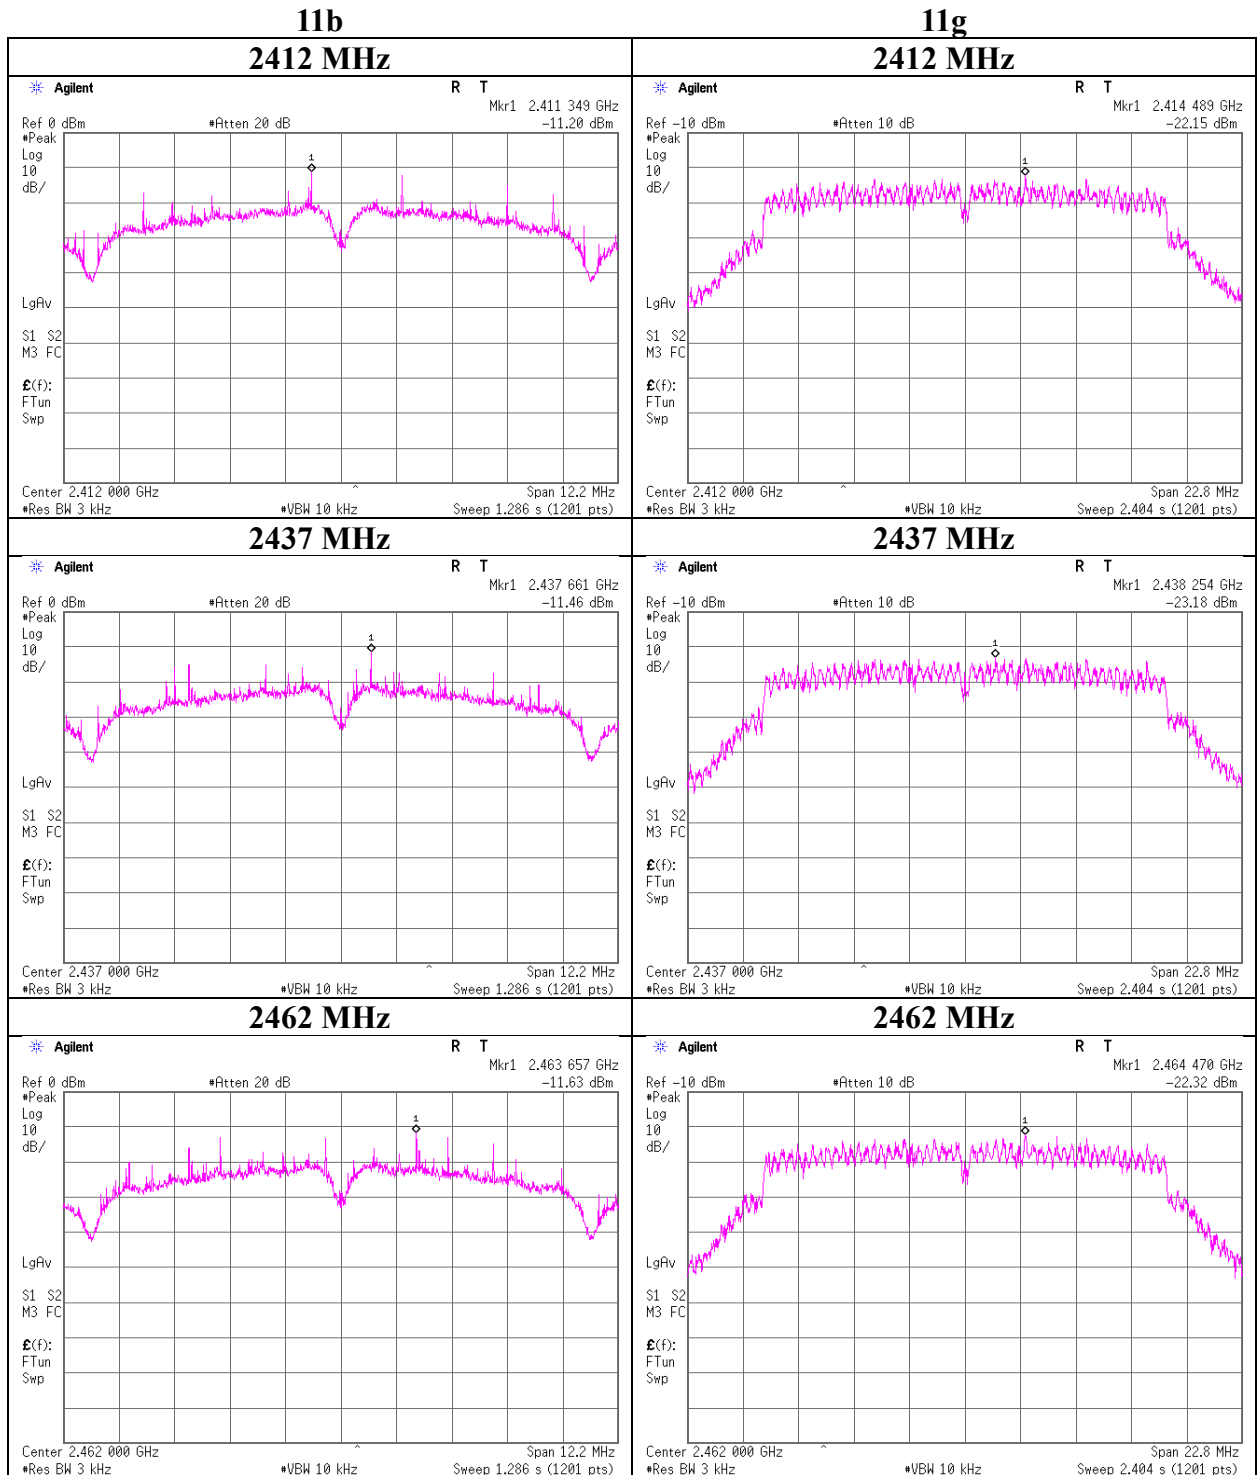 11b 11g
2412 MHz 2412 MHz
Agilent R T
Mkr1 2.411 349 GHz
Ref 0 dBm #Atten 20 dB -11.20 dBm
#Peak
Log
10
dB/
1
LgAv
S1 S2
M3 FC
£(f):
FTun
Swp
Center 2.412 000 GHz ^ Span 12.2 MHz
#Res BW 3 kHz #VBW 10 kHz Sweep 1.286 s (1201 pts)
Agilent R T
Mkr1 2.414 489 GHz
Ref -10 dBm #Atten 10 dB -22.15 dBm
#Peak
Log
10
dB/
1
LgAv
S1 S2
M3 FC
£(f):
FTun
Swp
Center 2.412 000 GHz ^ Span 22.8 MHz
#Res BW 3 kHz #VBW 10 kHz Sweep 2.404 s (1201 pts)
2437 MHz 2437 MHz
Agilent R T
Mkr1 2.437 661 GHz
Ref 0 dBm #Atten 20 dB -11.46 dBm
#Peak
Log
10
dB/
1
LgAv
S1 S2
M3 FC
£(f):
FTun
Swp
Center 2.437 000 GHz ^ Span 12.2 MHz
#Res BW 3 kHz #VBW 10 kHz Sweep 1.286 s (1201 pts)
Agilent R T
Mkr1 2.438 254 GHz
Ref -10 dBm #Atten 10 dB -23.18 dBm
#Peak
Log
10
dB/
1
LgAv
S1 S2
M3 FC
£(f):
FTun
Swp
Center 2.437 000 GHz ^ Span 22.8 MHz
#Res BW 3 kHz #VBW 10 kHz Sweep 2.404 s (1201 pts)
2462 MHz 2462 MHz
Agilent R T
Mkr1 2.463 657 GHz
Ref 0 dBm #Atten 20 dB -11.63 dBm
#Peak
Log
10
dB/
1
LgAv
S1 S2
M3 FC
£(f):
FTun
Swp
Center 2.462 000 GHz ^ Span 12.2 MHz
#Res BW 3 kHz #VBW 10 kHz Sweep 1.286 s (1201 pts)
Agilent R T
Mkr1 2.464 470 GHz
Ref -10 dBm #Atten 10 dB -22.32 dBm
#Peak
Log
10
dB/
1
LgAv
S1 S2
M3 FC
£(f):
FTun
Swp
Center 2.462 000 GHz ^ Span 22.8 MHz
#Res BW 3 kHz #VBW 10 kHz Sweep 2.404 s (1201 pts)